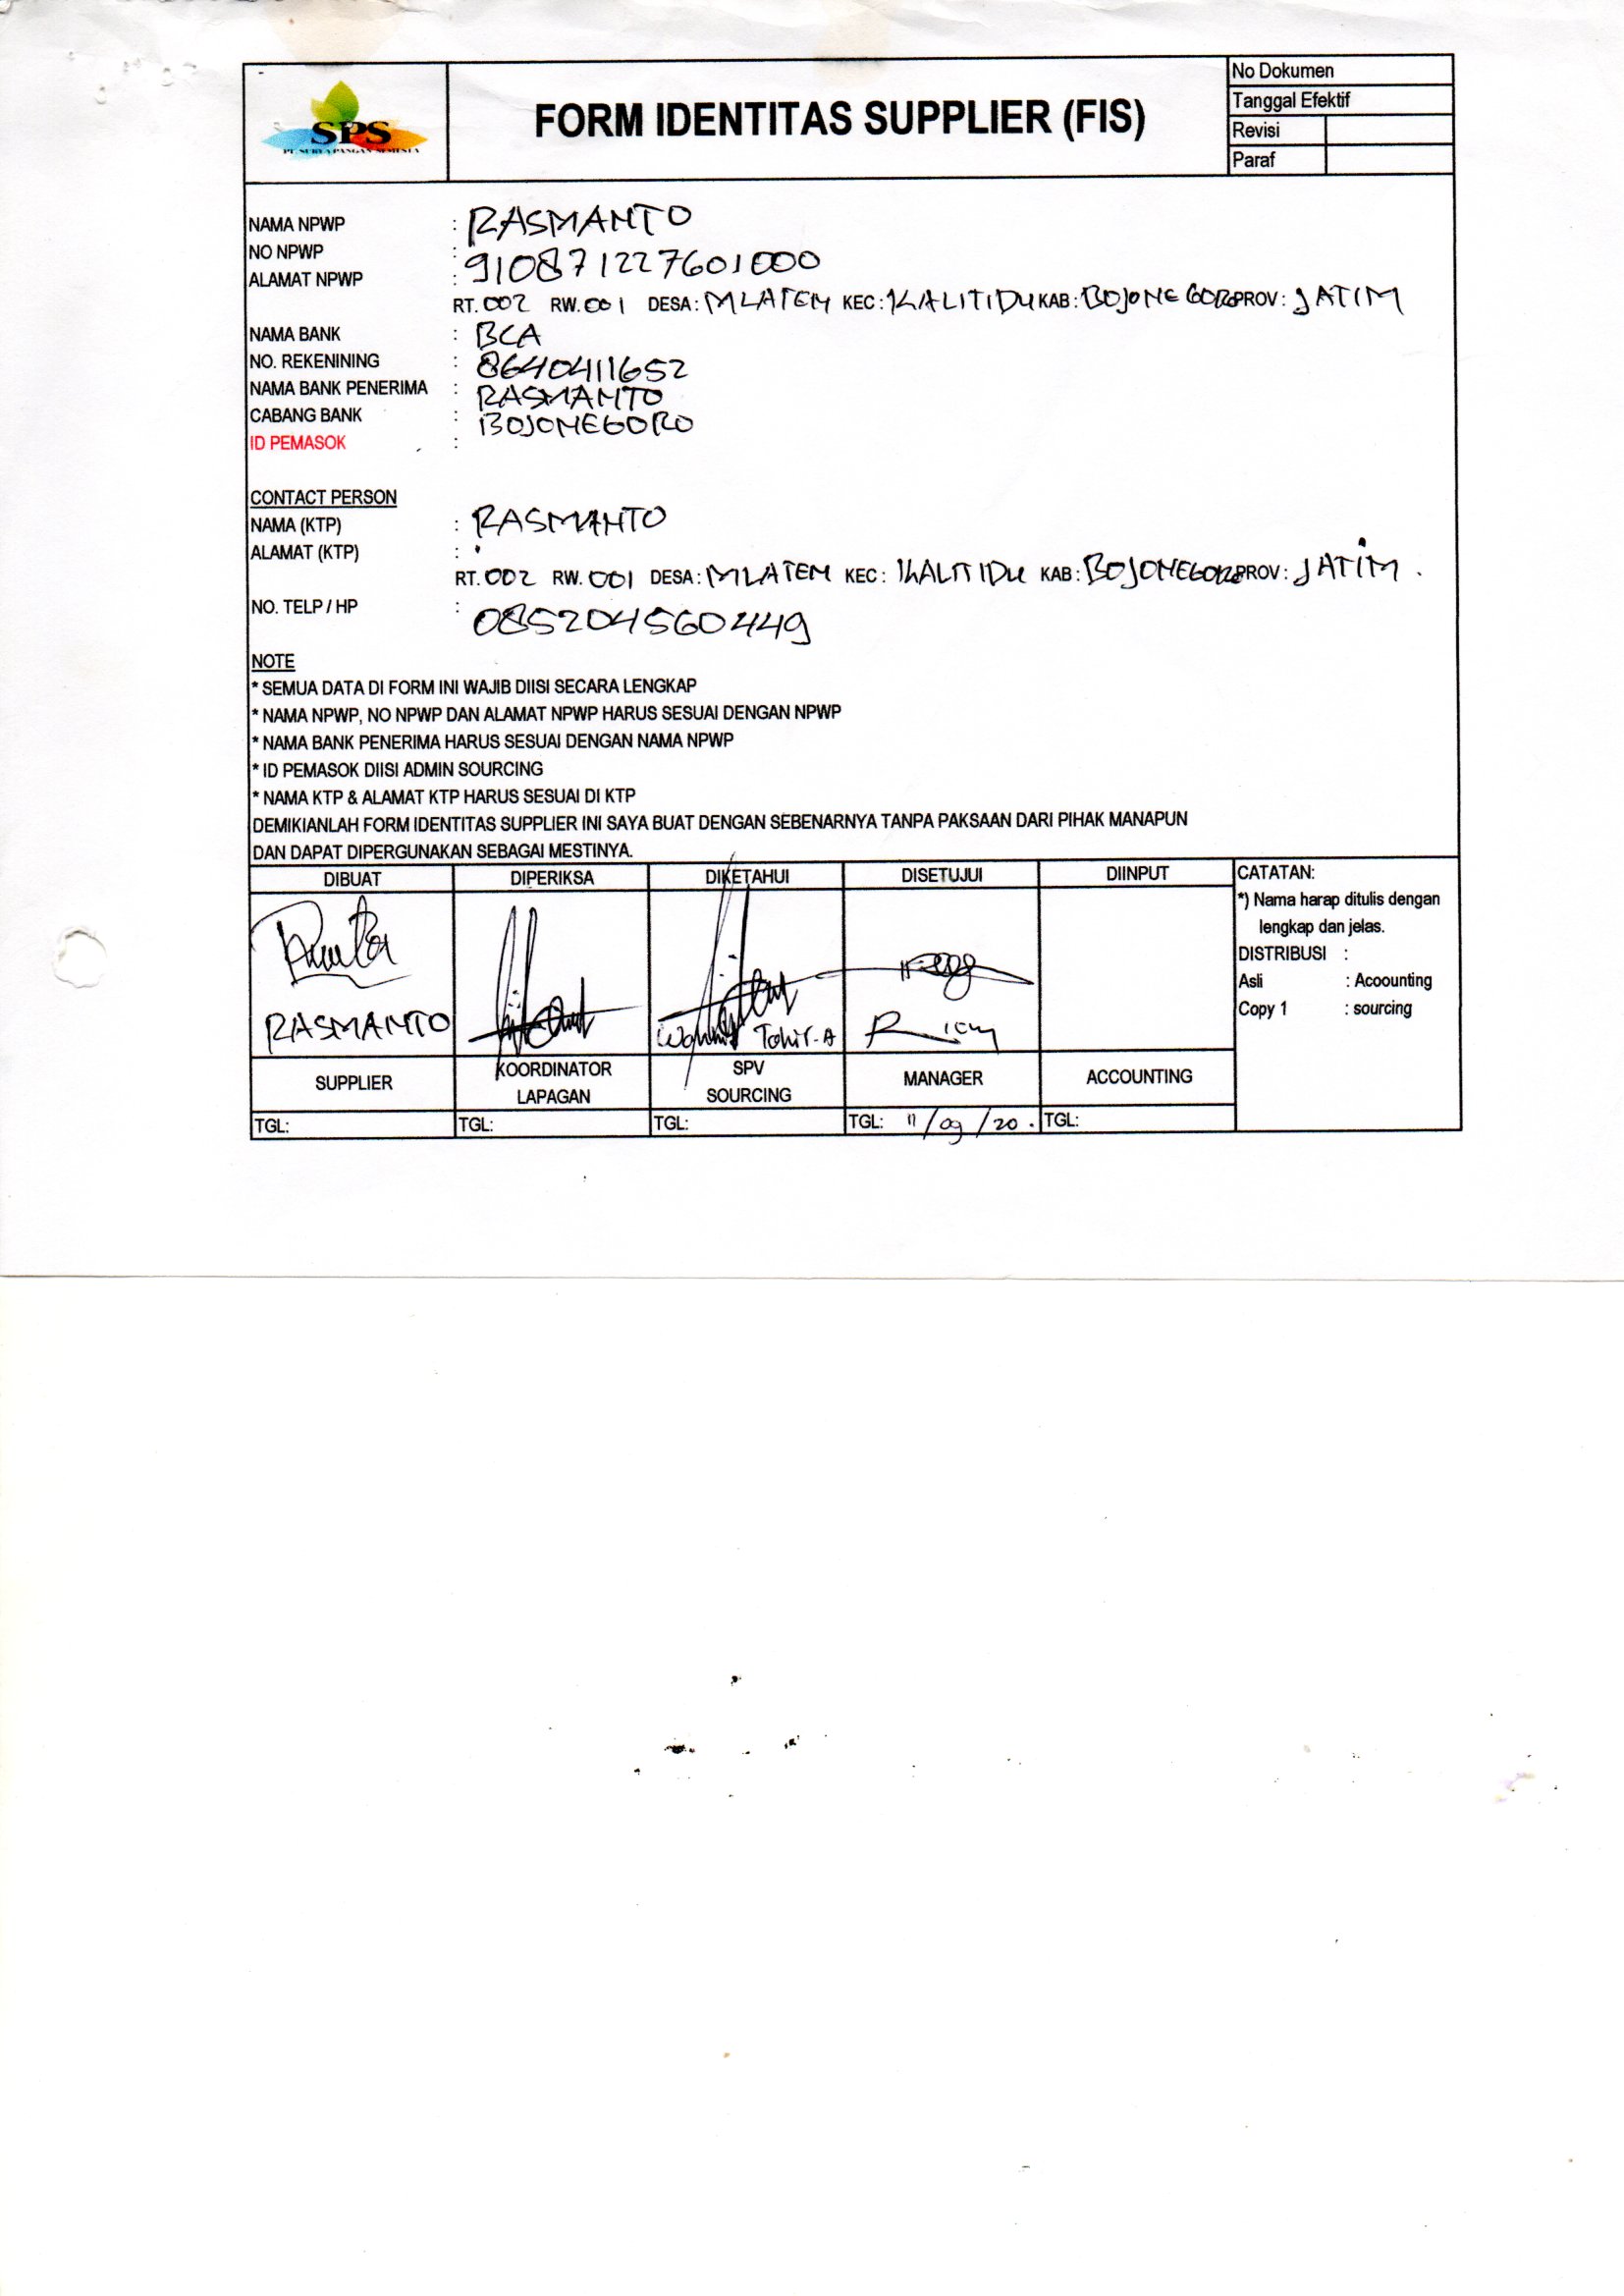 SPS
PT SURYA PANGAN SEMESTA
FORM IDENTITAS SUPPLIER (FIS)
No Dokumen
Tanggal Efektif
Revisi
Paraf
NAMA NPWP : RASMANTO
NO NPWP : 910871227601000
ALAMAT NPWP :
RT. 002 RW. 001 DESA: MLATEN KEC: KALITIDU KAB: BOJONEGORO PROV: JATIM
NAMA BANK : BCA
NO. REKENINING : 8640411652
NAMA BANK PENERIMA : RASMANTO
CABANG BANK : BOJONEGORO
ID PEMASOK :
CONTACT PERSON
NAMA (KTP) : RASMANTO
ALAMAT (KTP) :
RT. 002 RW. 001 DESA: MLATEN KEC: KALITIDU KAB: BOJONEGORO PROV: JATIM.
NO. TELP / HP : 085204560449
NOTE
* SEMUA DATA DI FORM INI WAJIB DIISI SECARA LENGKAP
* NAMA NPWP, NO NPWP DAN ALAMAT NPWP HARUS SESUAI DENGAN NPWP
* NAMA BANK PENERIMA HARUS SESUAI DENGAN NAMA NPWP
* ID PEMASOK DIISI ADMIN SOURCING
* NAMA KTP & ALAMAT KTP HARUS SESUAI DI KTP
DEMIKIANLAH FORM IDENTITAS SUPPLIER INI SAYA BUAT DENGAN SEBENARNYA TANPA PAKSAAN DARI PIHAK MANAPUN
DAN DAPAT DIPERGUNAKAN SEBAGAI MESTINYA.
DIBUAT DIPERIKSA DIKETAHUI DISETUJUI DIINPUT
RASMANTO Tohir-A
SUPPLIER KOORDINATOR LAPAGAN SPV SOURCING MANAGER ACCOUNTING
TGL: TGL: TGL: TGL: 11/09/20. TGL:
CATATAN:
*) Nama harap ditulis dengan
lengkap dan jelas.
DISTRIBUSI :
Asli : Acoounting
Copy 1 : sourcing